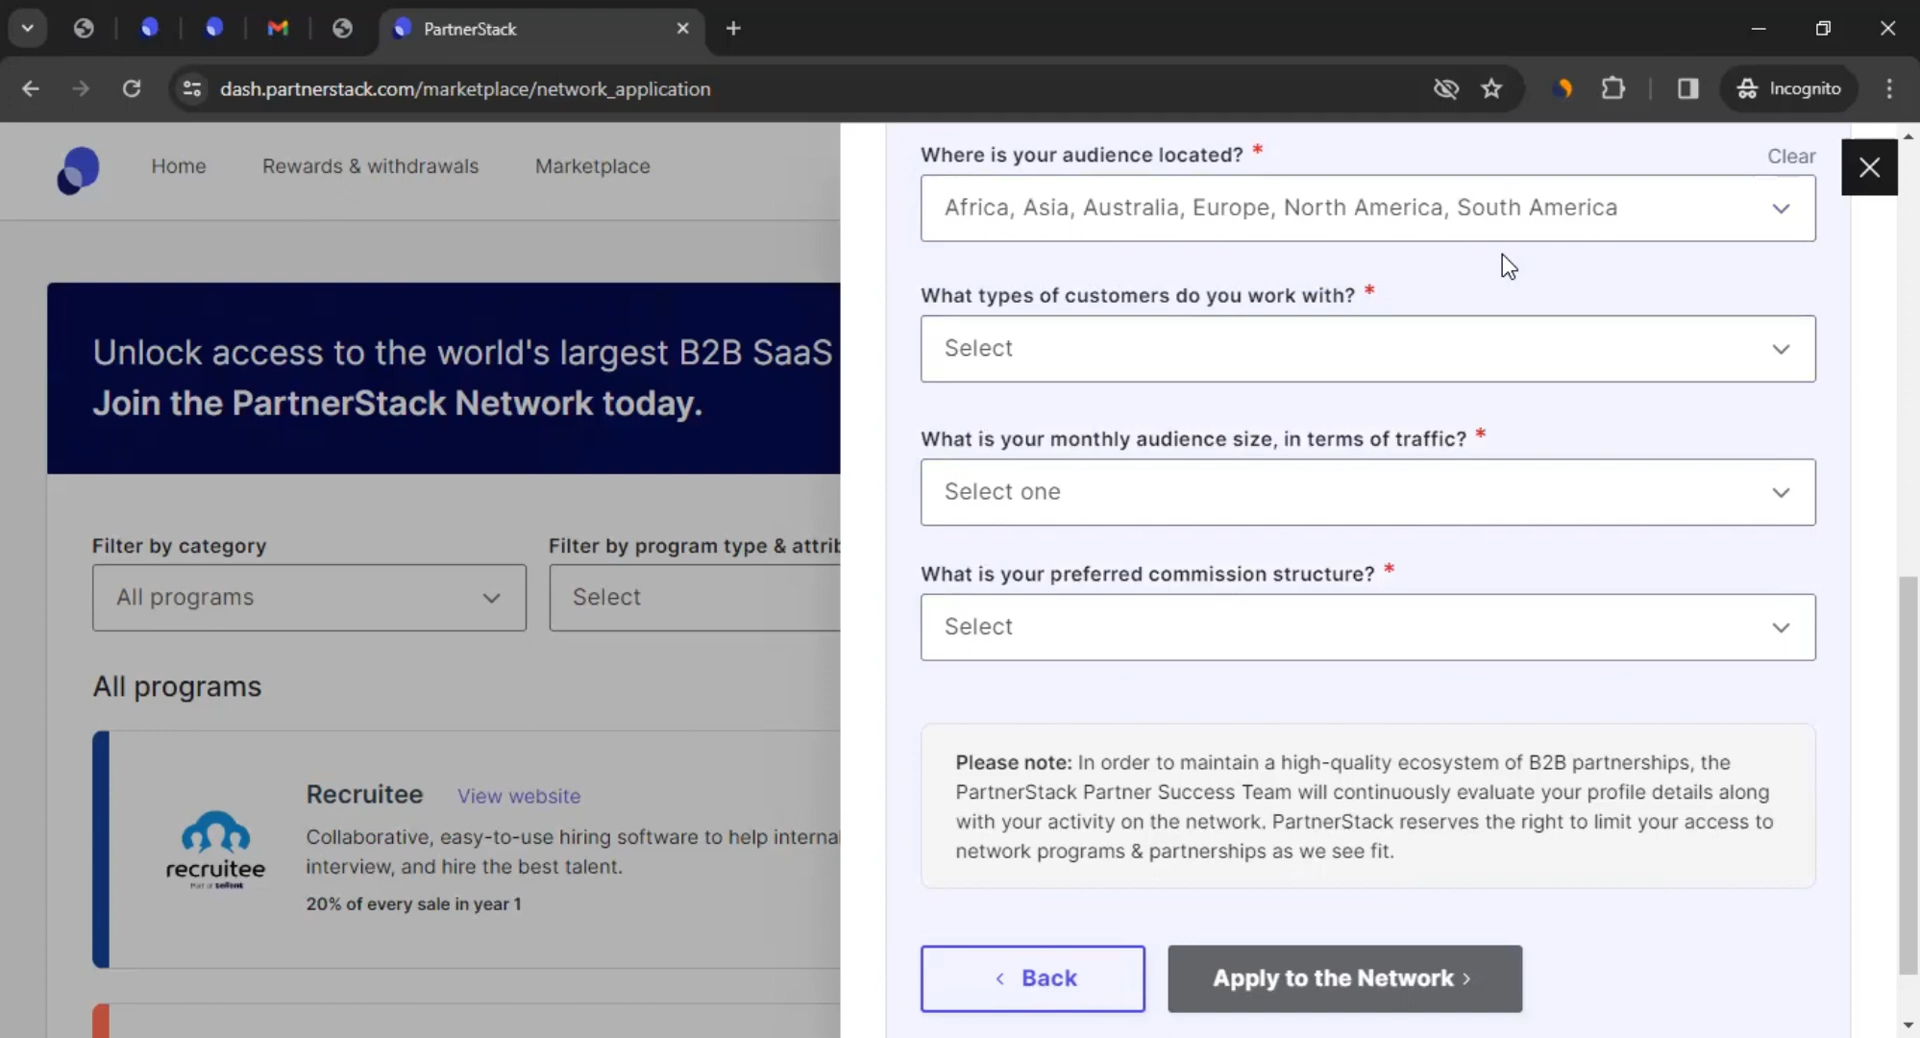 PartnerStack
dash.partnerstack.com/marketplace/network_application
Incognito
Home
Rewards & withdrawals
Marketplace
Unlock access to the world's largest B2B SaaS
Join the PartnerStack Network today.
Filter by category
Filter by program type & attrib
All programs
Select
All programs
Recruitee
View website
Collaborative, easy-to-use hiring software to help interna
interview, and hire the best talent.
20% of every sale in year 1
recruitee
Part of tellent
Where is your audience located? *
Clear
Africa, Asia, Australia, Europe, North America, South America
What types of customers do you work with? *
Select
What is your monthly audience size, in terms of traffic? *
Select one
What is your preferred commission structure? *
Select
Please note: In order to maintain a high-quality ecosystem of B2B partnerships, the
PartnerStack Partner Success Team will continuously evaluate your profile details along
with your activity on the network. PartnerStack reserves the right to limit your access to
network programs & partnerships as we see fit.
‹ Back
Apply to the Network ›